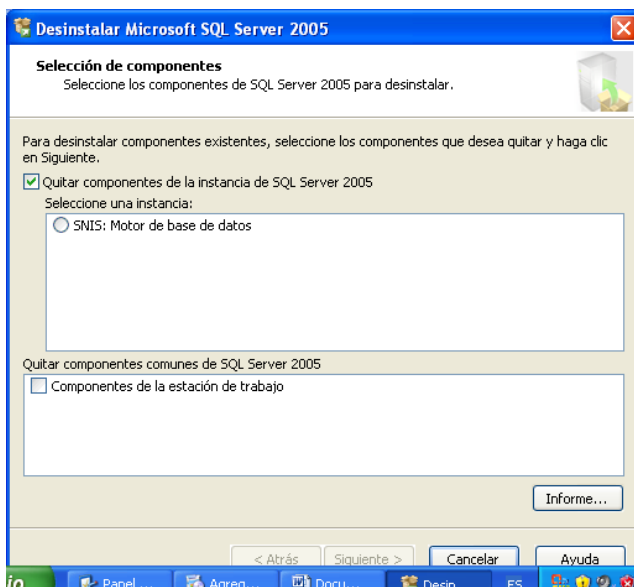 Desinstalar Microsoft SQL Server 2005
Selección de componentes
Seleccione los componentes de SQL Server 2005 para desinstalar.
Para desinstalar componentes existentes, seleccione los componentes que desea quitar y haga clic
en Siguiente.
Quitar componentes de la instancia de SQL Server 2005
Seleccione una instancia:
SNIS: Motor de base de datos
Quitar componentes comunes de SQL Server 2005
Componentes de la estación de trabajo
Informe...
< Atrás
Siguiente >
Cancelar
Ayuda
io
Panel ...
Agreg...
Docu...
Desin...
ES